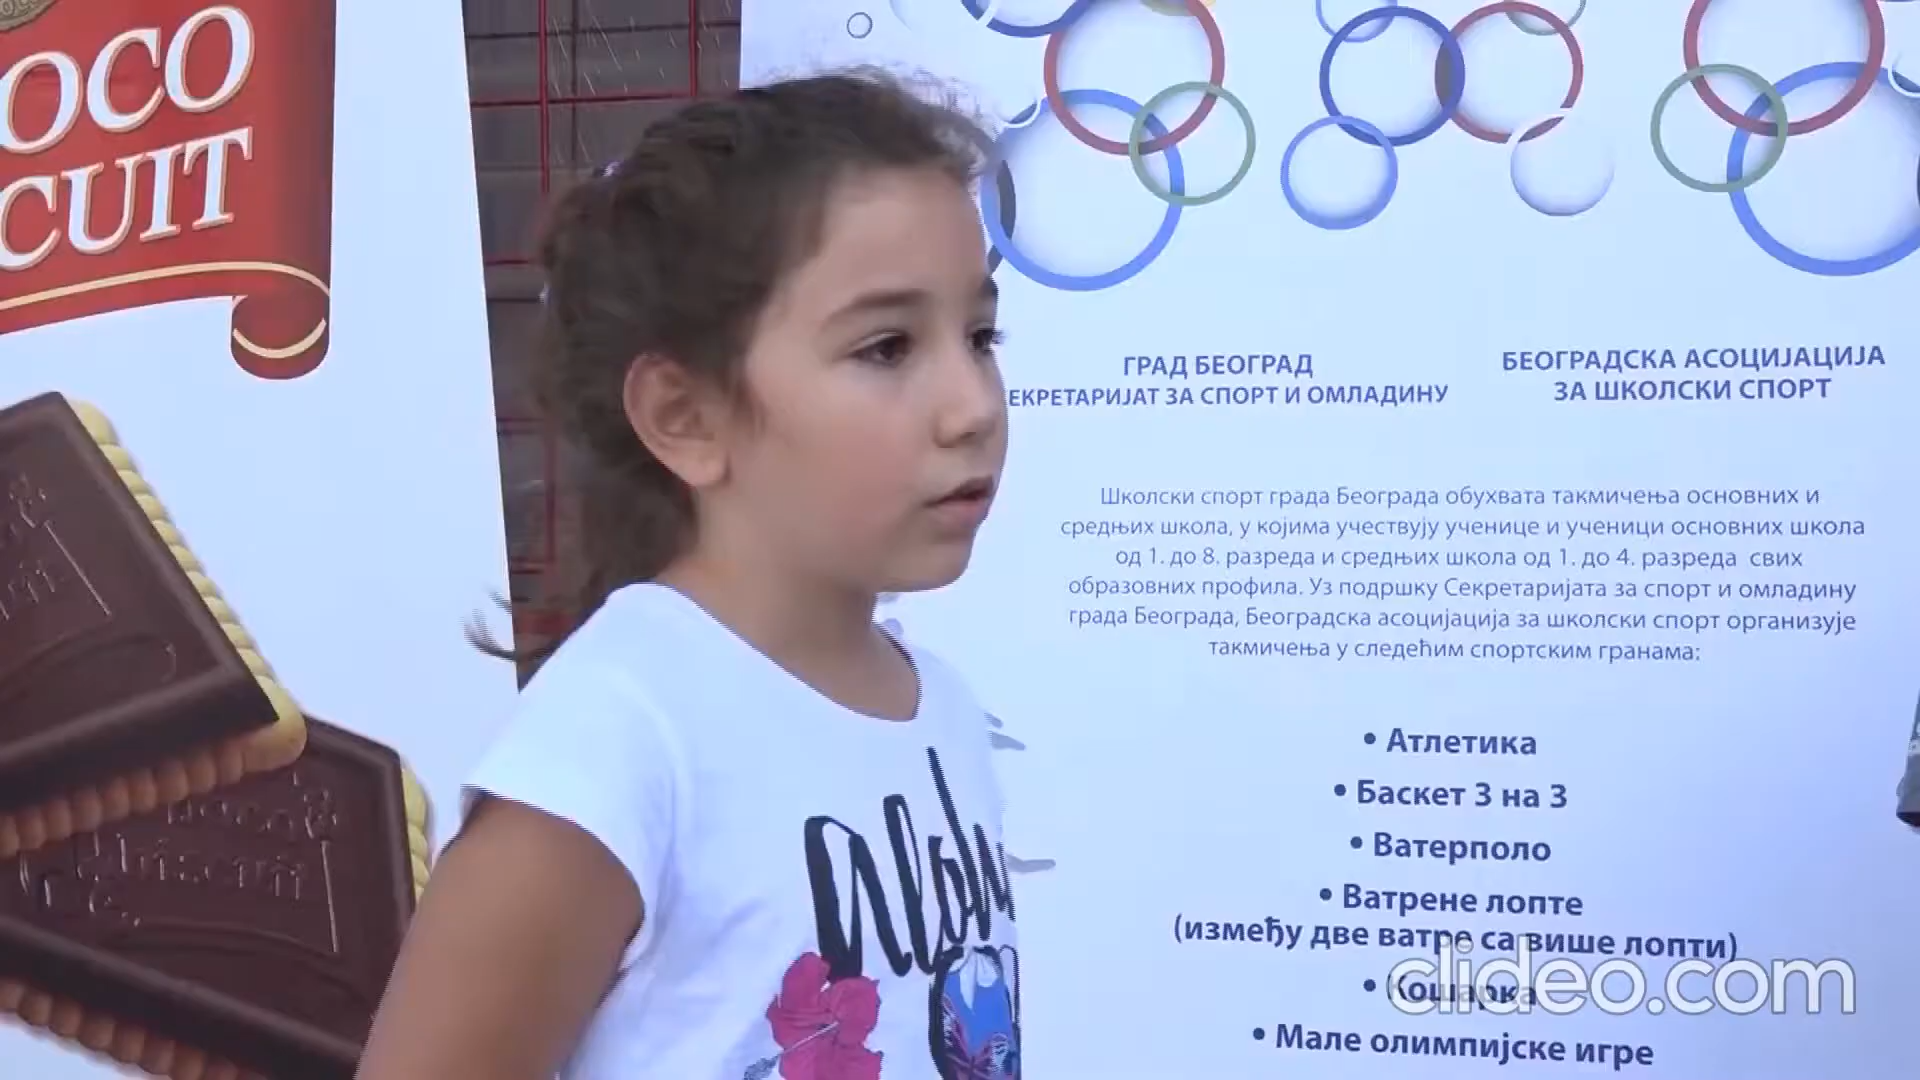 OCO
CUIT
ГРАД БЕОГРАД
ЕКРЕТАРИЈАТ ЗА СПОРТ И ОМЛАДИНУ
БЕОГРАДСКА АСОЦИЈАЦИЈА
ЗА ШКОЛСКИ СПОРТ
Школски спорт града Београда обухвата такмичења основних и
средњих школа, у којима учествују ученице и ученици основних школа
од 1. до 8. разреда и средњих школа од 1. до 4. разреда свих
образовних профила. Уз подршку Секретаријата за спорт и омладину
града Београда, Београдска асоцијација за школски спорт организује
такмичења у следећим спортским гранама:
• Атлетика
• Баскет 3 на 3
• Ватерполо
• Ватрене лопте
(између две ватре са више лопти)
• Кошарка
• Мале олимпијске игре
clideo.com